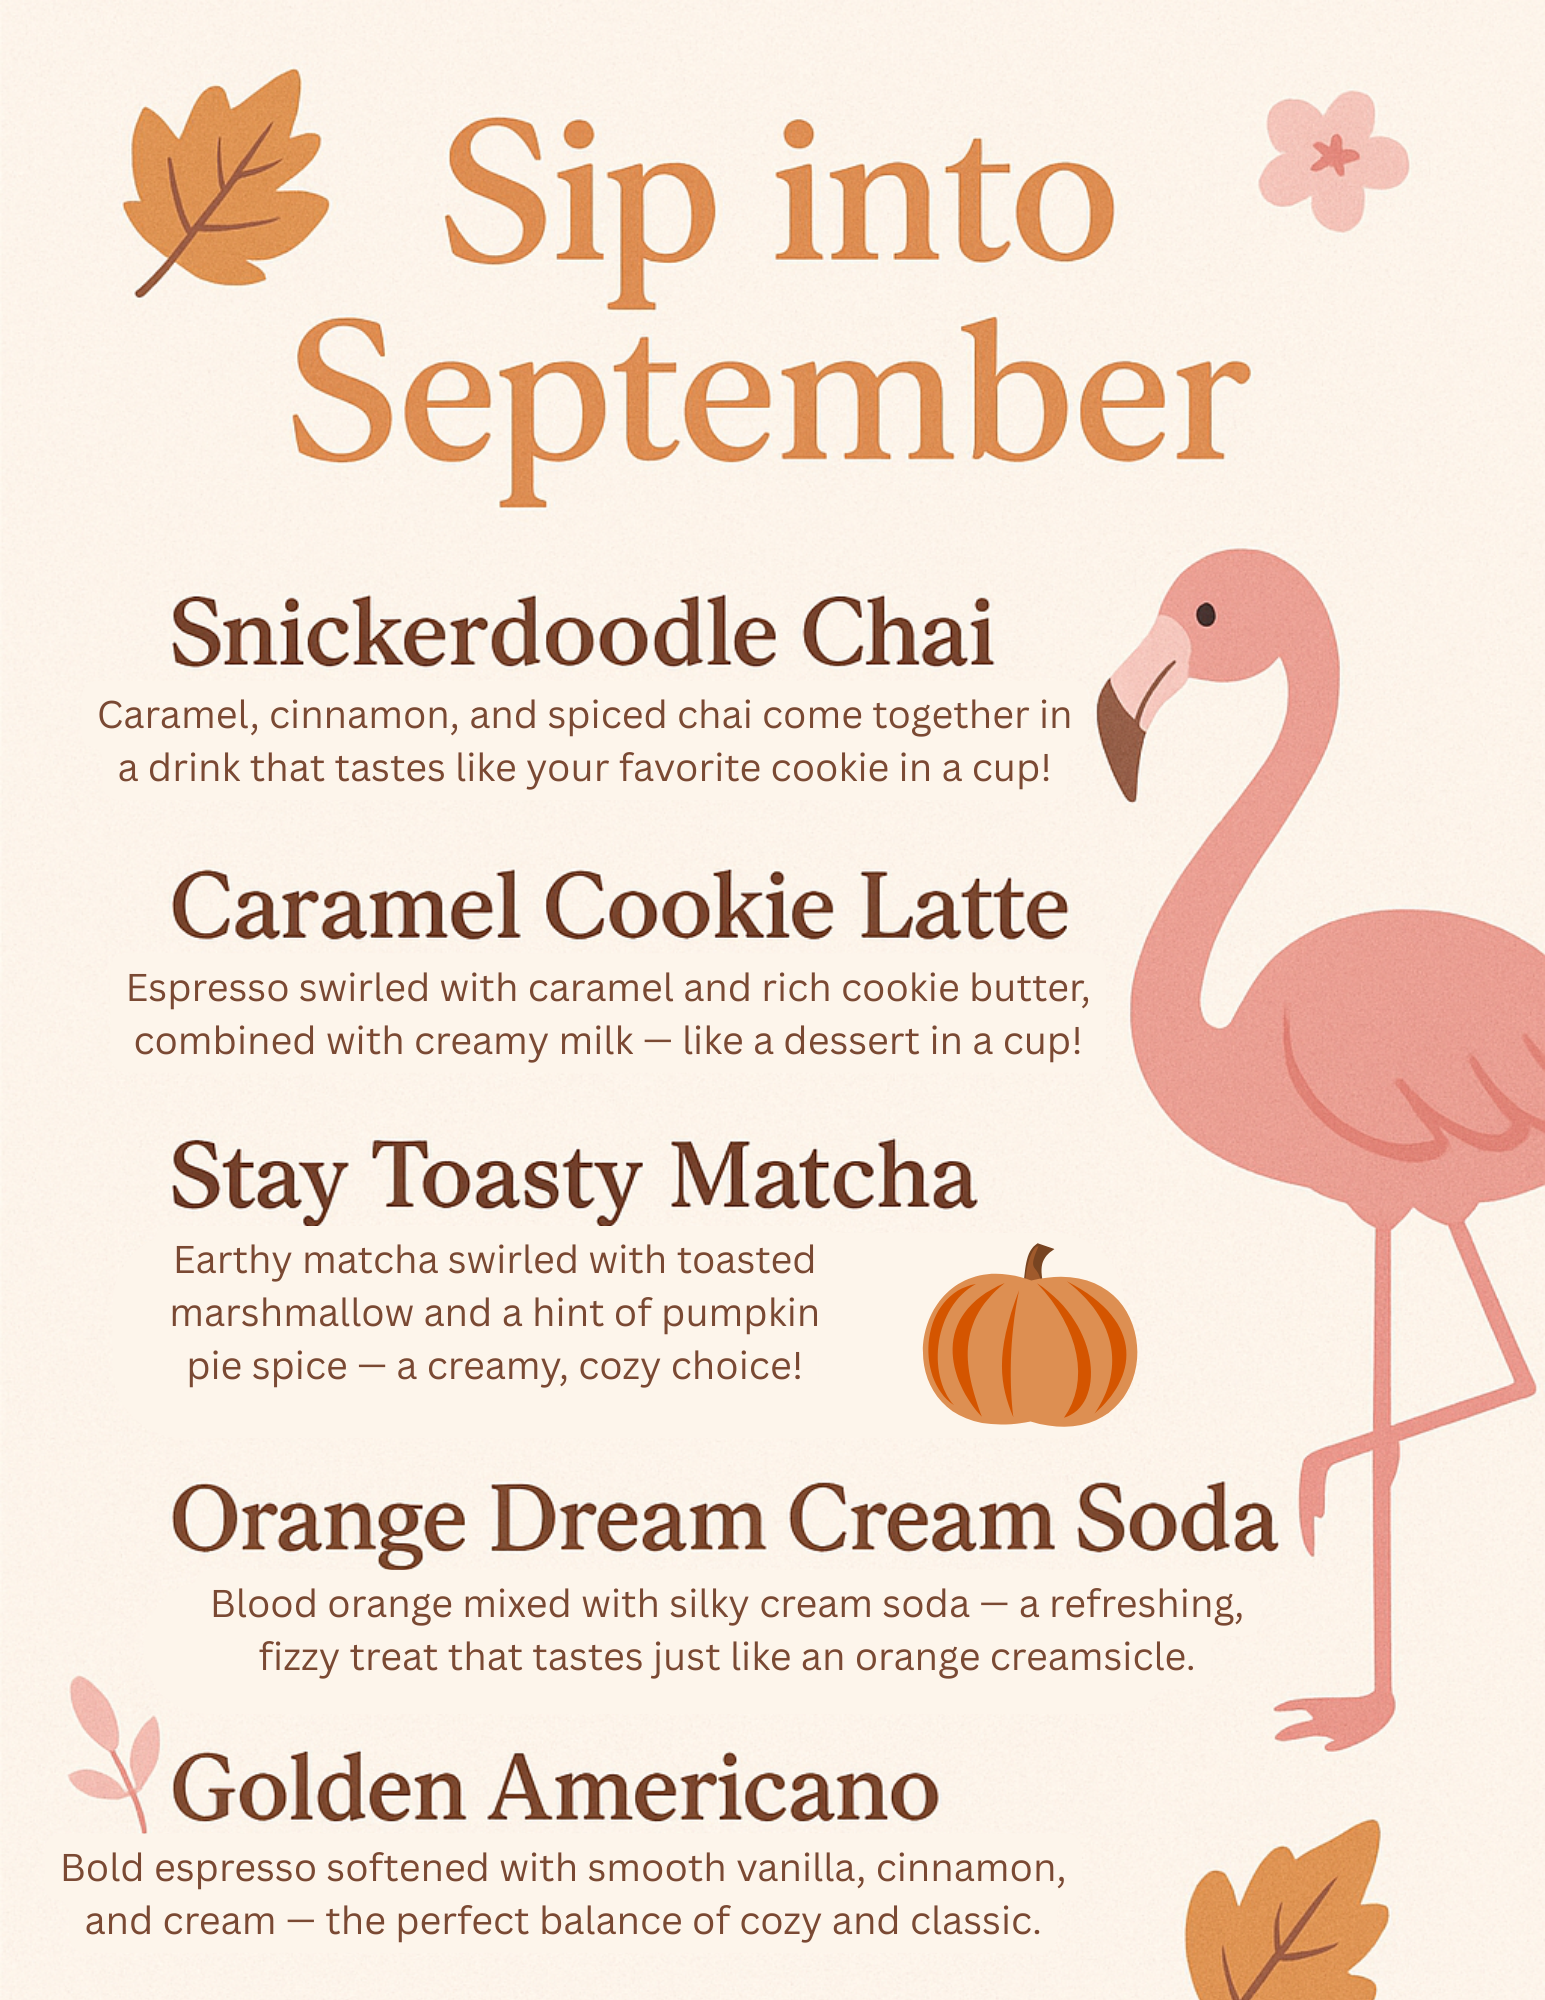 Sip into
September
Snickerdoodle Chai
Caramel, cinnamon, and spiced chai come together in
a drink that tastes like your favorite cookie in a cup!
Caramel Cookie Latte
Espresso swirled with caramel and rich cookie butter,
combined with creamy milk — like a dessert in a cup!
Stay Toasty Matcha
Earthy matcha swirled with toasted
marshmallow and a hint of pumpkin
pie spice — a creamy, cozy choice!
Orange Dream Cream Soda
Blood orange mixed with silky cream soda — a refreshing,
fizzy treat that tastes just like an orange creamsicle.
Golden Americano
Bold espresso softened with smooth vanilla, cinnamon,
and cream — the perfect balance of cozy and classic.